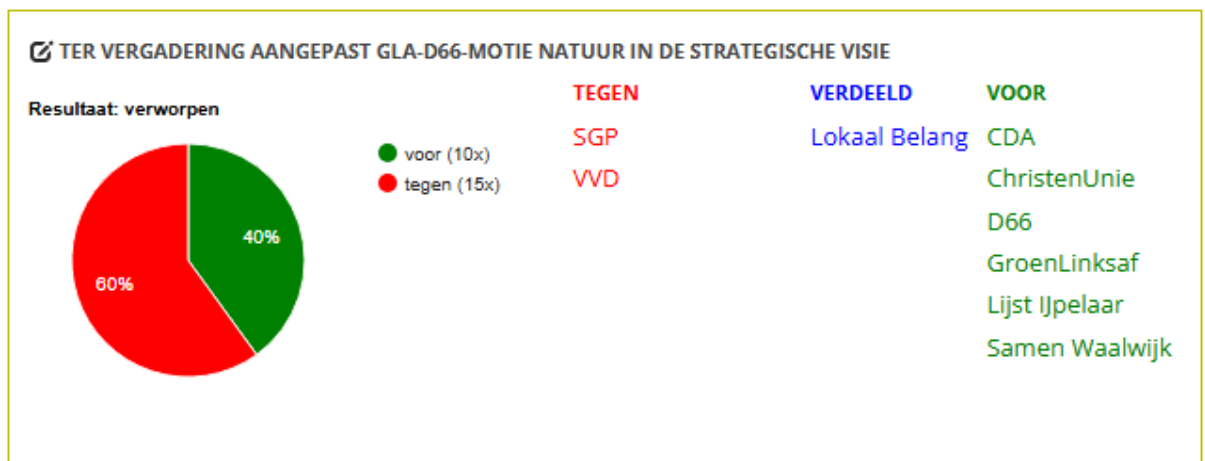 TER VERGADERING AANGEPAST GLA-D66-MOTIE NATUUR IN DE STRATEGISCHE VISIE
Resultaat: verworpen
voor (10x)
tegen (15x)
40%
60%
TEGEN
SGP
VVD
VERDEELD
Lokaal Belang
VOOR
CDA
ChristenUnie
D66
GroenLinksaf
Lijst IJpelaar
Samen Waalwijk